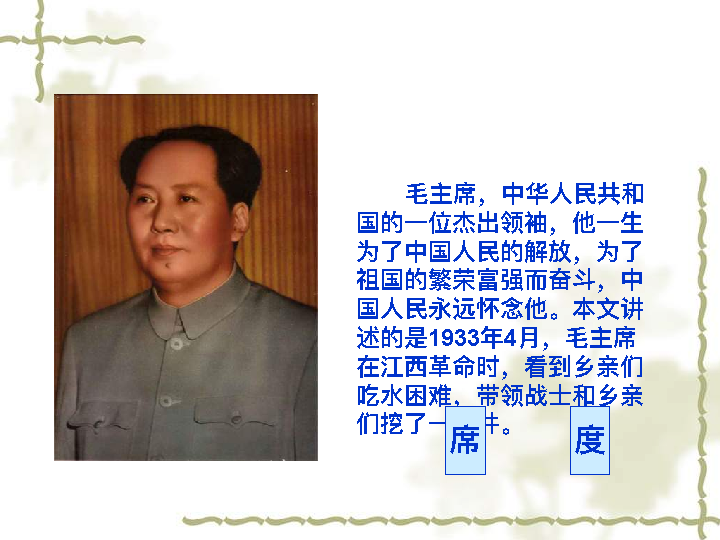 毛主席，中华人民共和
国的一位杰出领袖，他一生
为了中国人民的解放，为了
祖国的繁荣富强而奋斗，中
国人民永远怀念他。本文讲
述的是1933年4月，毛主席
在江西革命时，看到乡亲们
吃水困难，带领战士和乡亲
们挖了一井。
席 度